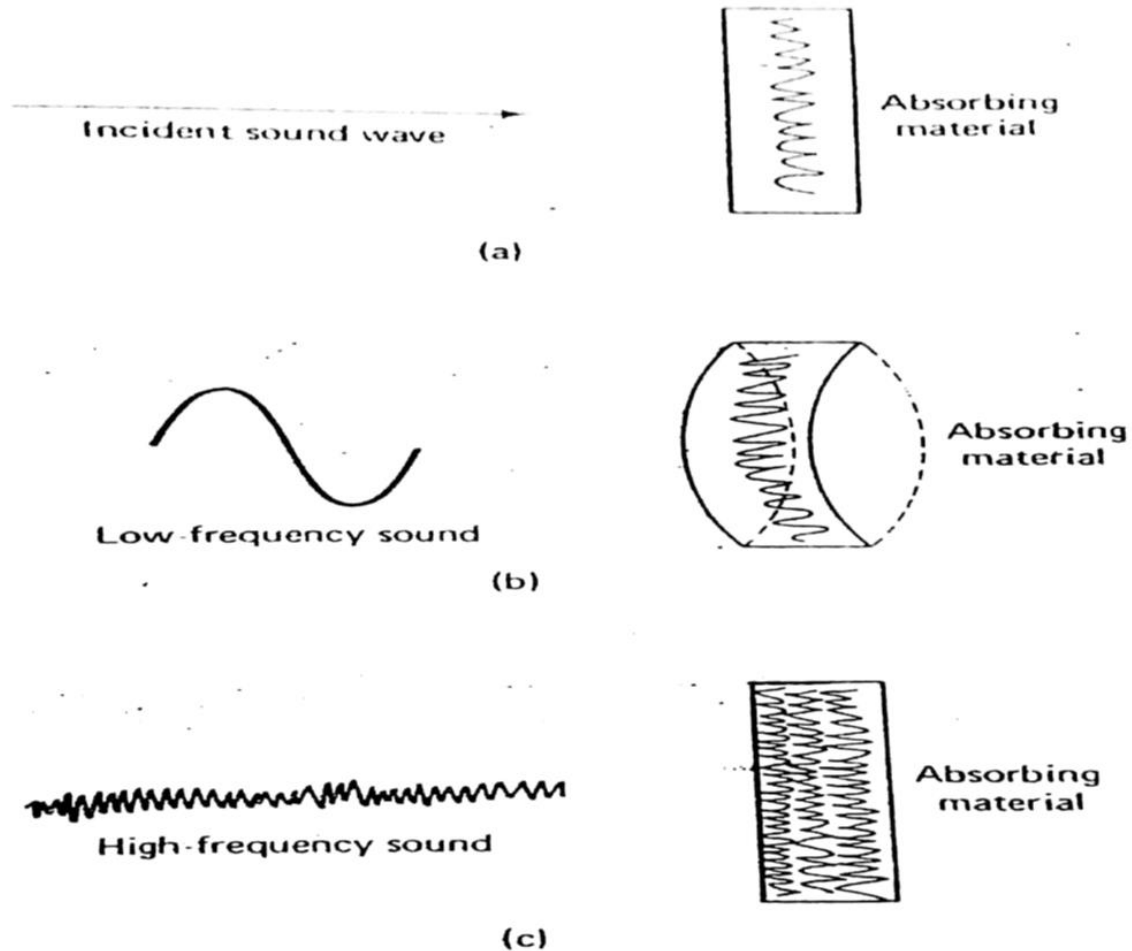 Incident sound wave
Absorbing
material
(a)
Low-frequency sound
Absorbing
material
(b)
High-frequency sound
Absorbing
material
(c)